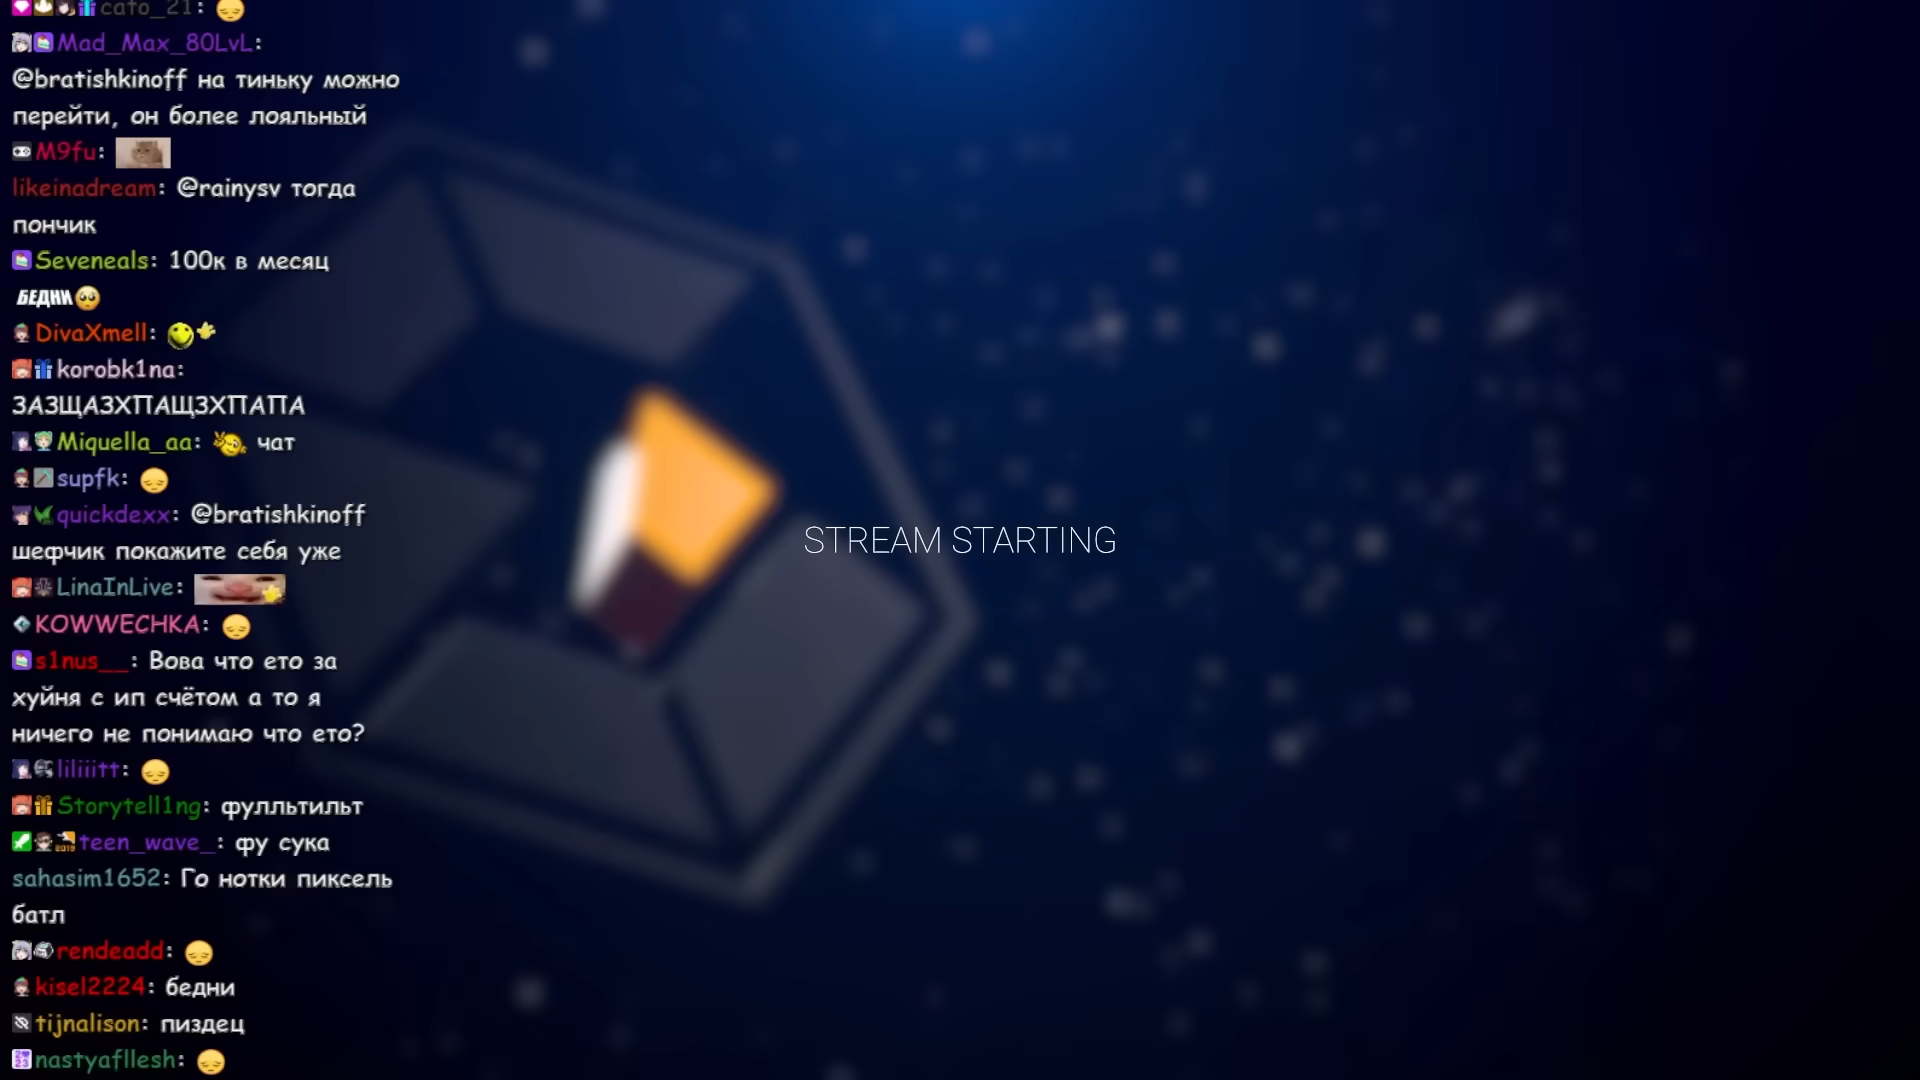 cato_21:
Mad_Max_80LvL:
@bratishkinoff на тиньку можно
перейти, он более лояльный
M9fu:
likeinadream: @rainysv тогда
пончик
Seveneals: 100к в месяц
БЕДНИ
DivaXmell:
korobk1na:
ЗАЗЩАЗХПАЩЗХПАПА
Miquella_aa: чат
supfk:
quickdexx: @bratishkinoff
шефчик покажите себя уже
LinaInLive:
KOWWECHKA:
s1nus__: Вова что ето за
хуйня с ип счётом а то я
ничего не понимаю что ето?
liliiitt:
Storytell1ng: фулльтильт
teen_wave_: фу сука
sahasim1652: Го нотки пиксель
батл
rendeadd:
kisel2224: бедни
tijnalison: пиздец
nastyafllesh:
STREAM STARTING